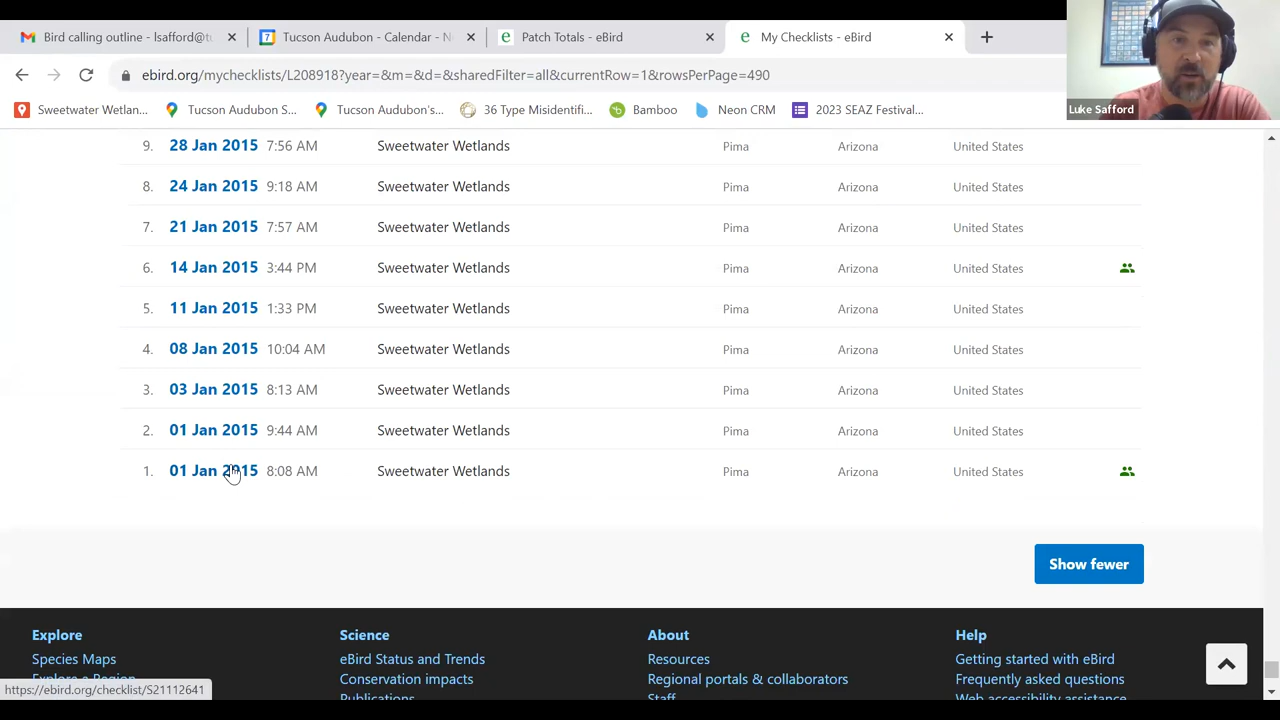 Bird calling outline - lsafford@tu
Tucson Audubon - Calendar - T
Patch Totals - eBird
My Checklists - eBird
ebird.org/mychecklists/L208918?year=&m=&d=&sharedFilter=all&currentRow=1&rowsPerPage=490
Luke Safford
Sweetwater Wetlan...
Tucson Audubon S...
Tucson Audubon's...
36 Type Misidentifi...
Bamboo
Neon CRM
2023 SEAZ Festival...
9. 28 Jan 2015 7:56 AM Sweetwater Wetlands Pima Arizona United States
8. 24 Jan 2015 9:18 AM Sweetwater Wetlands Pima Arizona United States
7. 21 Jan 2015 7:57 AM Sweetwater Wetlands Pima Arizona United States
6. 14 Jan 2015 3:44 PM Sweetwater Wetlands Pima Arizona United States
5. 11 Jan 2015 1:33 PM Sweetwater Wetlands Pima Arizona United States
4. 08 Jan 2015 10:04 AM Sweetwater Wetlands Pima Arizona United States
3. 03 Jan 2015 8:13 AM Sweetwater Wetlands Pima Arizona United States
2. 01 Jan 2015 9:44 AM Sweetwater Wetlands Pima Arizona United States
1. 01 Jan 2015 8:08 AM Sweetwater Wetlands Pima Arizona United States
Show fewer
Explore
Science
About
Help
Species Maps
eBird Status and Trends
Resources
Getting started with eBird
Explore a Region
Conservation impacts
Regional portals & collaborators
Frequently asked questions
https://ebird.org/checklist/S21112641
Publications
Staff
Web accessibility assistance